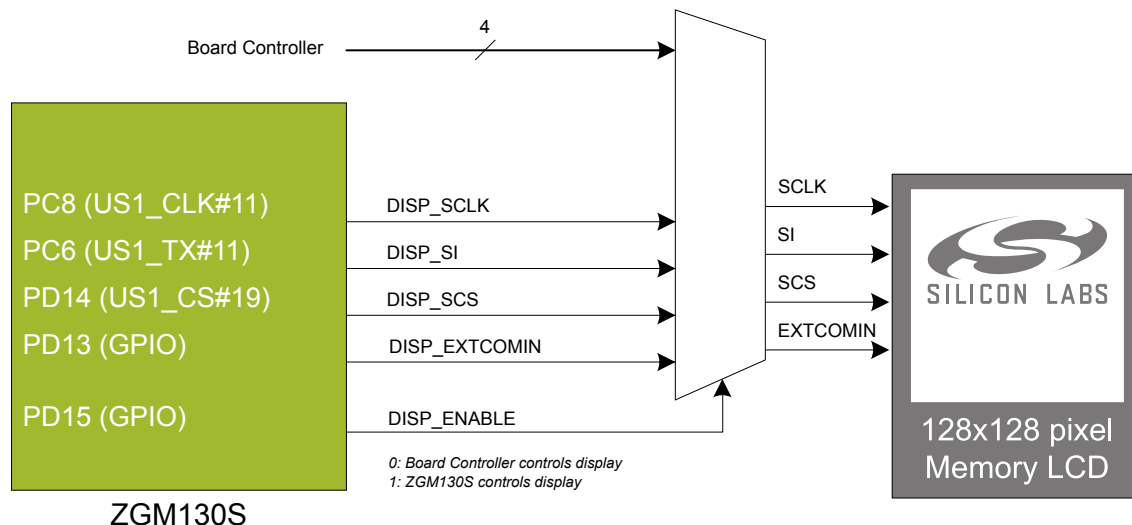 4
Board Controller
PC8 (US1_CLK#11)
DISP_SCLK
SCLK
PC6 (US1_TX#11)
DISP_SI
SI
PD14 (US1_CS#19)
DISP_SCS
SCS
PD13 (GPIO)
DISP_EXTCOMIN
EXTCOMIN
PD15 (GPIO)
DISP_ENABLE
0: Board Controller controls display
1: ZGM130S controls display
ZGM130S
SILICON LABS
128x128 pixel
Memory LCD